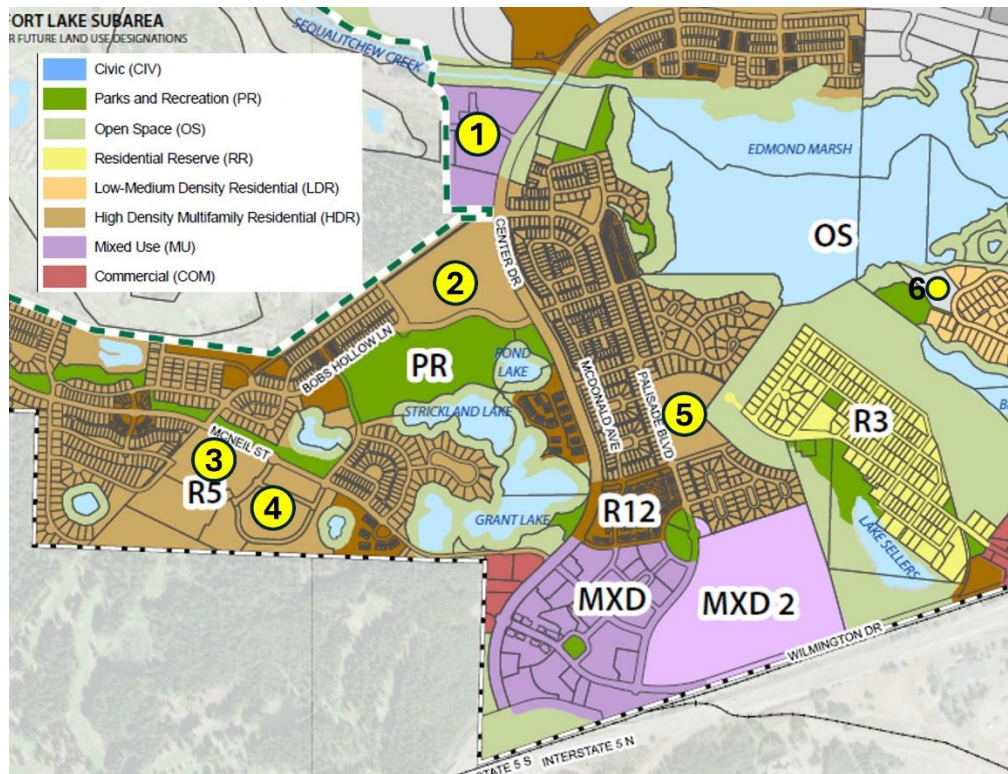 ORT LAKE SUBAREA
R FUTURE LAND USE DESIGNATIONS
Civic (CIV)
Parks and Recreation (PR)
Open Space (OS)
Residential Reserve (RR)
Low-Medium Density Residential (LDR)
High Density Multifamily Residential (HDR)
Mixed Use (MU)
Commercial (COM)
SEQUALITCHEW CREEK
1
EDMOND MARSH
OS
CENTER DR
2
6
BOBS HOLLOW LN
PR
POND
LAKE
MCDONALD AVE
PALISADE BLVD
5
STRICKLAND LAKE
R3
MCNEIL ST
3
R5
4
GRANT LAKE
R12
LAKE SELLERS
MXD
MXD 2
WILMINGTON DR
STATE 5 S
INTERSTATE 5 N